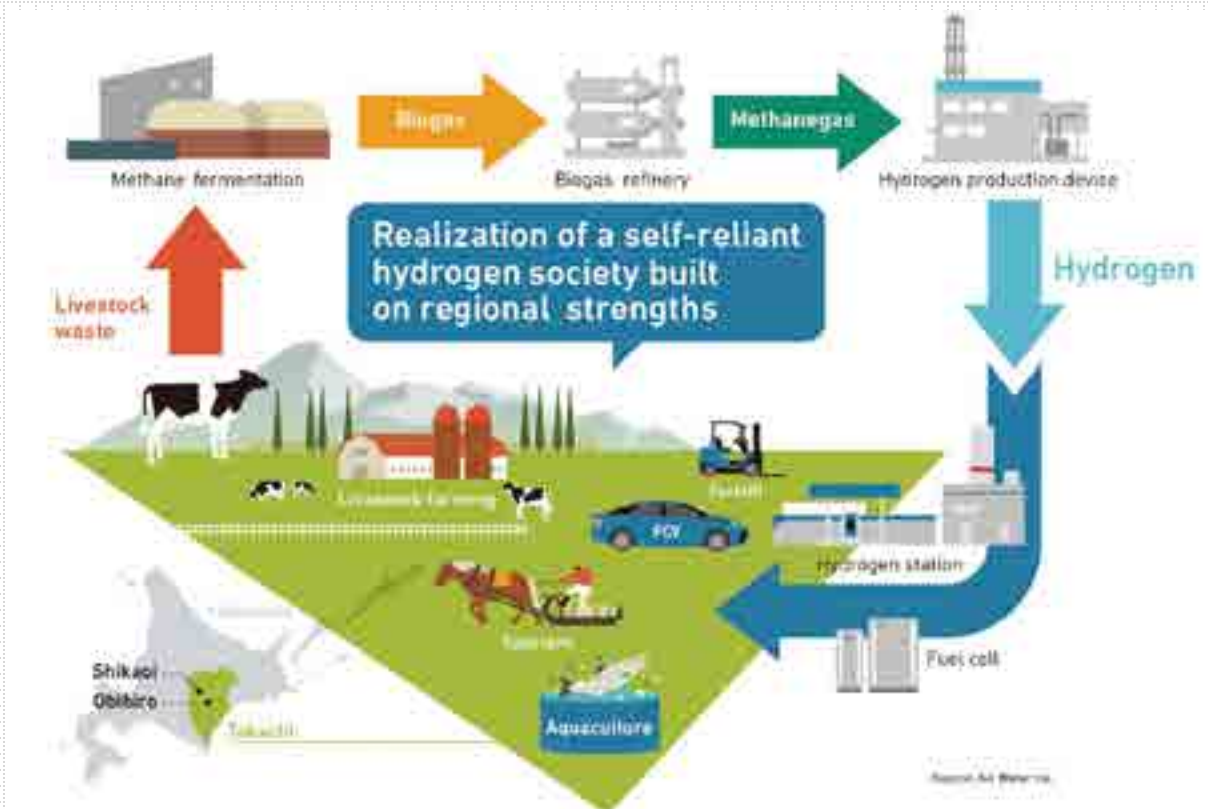 Biogas
Methanegas
Methane fermentation
Biogas refinery
Hydrogen production device
Realization of a self-reliant
hydrogen society built
on regional strengths
Hydrogen
Livestock
waste
Forklift
Livestock farming
FCV
Hydrogen station
Tourism
Fuel cell
Shikaoi
Obihiro
Tokachi
Aquaculture